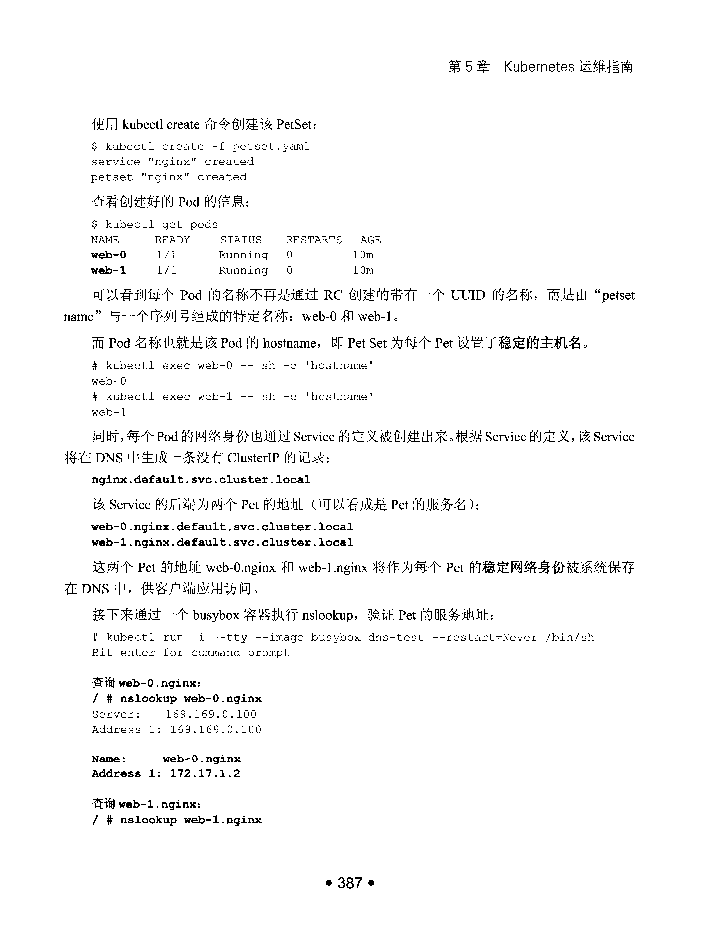 第 5 章 Kubernetes 运维指南
使用 kubectl create 命令创建该 PetSet：
$ kubectl create -f petset.yaml
service "nginx" created
petset "nginx" created
查看创建好的 Pod 的信息：
$ kubectl get pods
NAME READY STATUS RESTARTS AGE
web-0 1/1 Running 0 10m
web-1 1/1 Running 0 10m
可以看到每个 Pod 的名称不再是通过 RC 创建的带有一个 UUID 的名称，而是由“petset
name”与一个序列号组成的特定名称：web-0 和 web-1。
而 Pod 名称也就是该 Pod 的 hostname，即 Pet Set 为每个 Pet 设置了稳定的主机名。
# kubectl exec web-0 -- sh -c 'hostname'
web-0
# kubectl exec web-1 -- sh -c 'hostname'
web-1
同时，每个 Pod 的网络身份也通过 Service 的定义被创建出来。根据 Service 的定义，该 Service
将在 DNS 中生成一条没有 ClusterIP 的记录：
nginx.default.svc.cluster.local
该 Service 的后端为两个 Pet 的地址（可以看成是 Pet 的服务名）：
web-0.nginx.default.svc.cluster.local
web-1.nginx.default.svc.cluster.local
这两个 Pet 的地址 web-0.nginx 和 web-1.nginx 将作为每个 Pet 的稳定网络身份被系统保存
在 DNS 中，供客户端应用访问。
接下来通过一个 busybox 容器执行 nslookup，验证 Pet 的服务地址：
# kubectl run -i --tty --image busybox dns-test --restart=Never /bin/sh
Hit enter for command prompt
查询 web-0.nginx：
/ # nslookup web-0.nginx
Server: 169.169.0.100
Address 1: 169.169.0.100
Name: web-0.nginx
Address 1: 172.17.1.2
查询 web-1.nginx：
/ # nslookup web-1.nginx
• 387 •